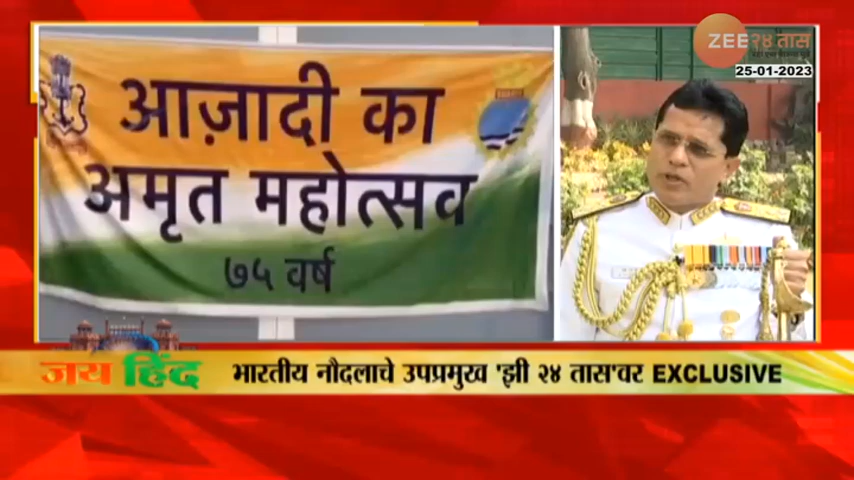 ZEE२४ तास
25-01-2023
आज़ादी का
अमृत महोत्सव
७५ वर्ष
जय हिंद
भारतीय नौदलाचे उपप्रमुख 'झी २४ तास'वर EXCLUSIVE